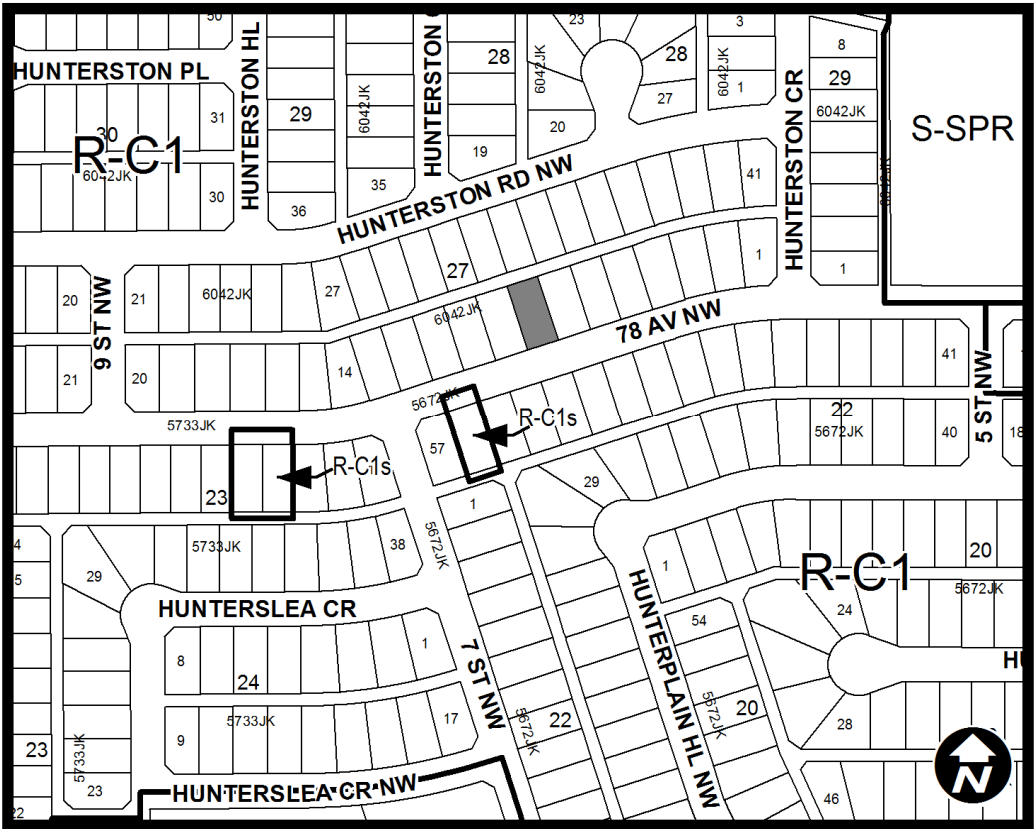 50
23
3
HUNTERSTON PL
HUNTERSTON HL
HUNTERSTON
28
6042JK
28
6042JK
8
29
6042JK
HUNTERSTON CR
S-SPR
31
29
6042JK
27
1
30
R-C1
6042JK
20
19
30
36
35
HUNTERSTON RD NW
41
6042JK
20
9 ST NW
21
6042JK
27
27
1
1
6042JK
78 AV NW
21
20
14
41
5 ST NW
5672JK
5733JK
R-C1s
57
22
5672JK
40
18
R-C1s
23
29
1
4
5733JK
38
5672JK
5
29
1
R-C1
20
5672JK
HUNTERSLEA CR
HUNTERPLAIN HL NW
54
24
8
1
7 ST NW
24
5733JK
9
17
5672JK
22
5672JK
20
28
23
5733JK
23
HUNTERSLEA CR NW
46
22
N